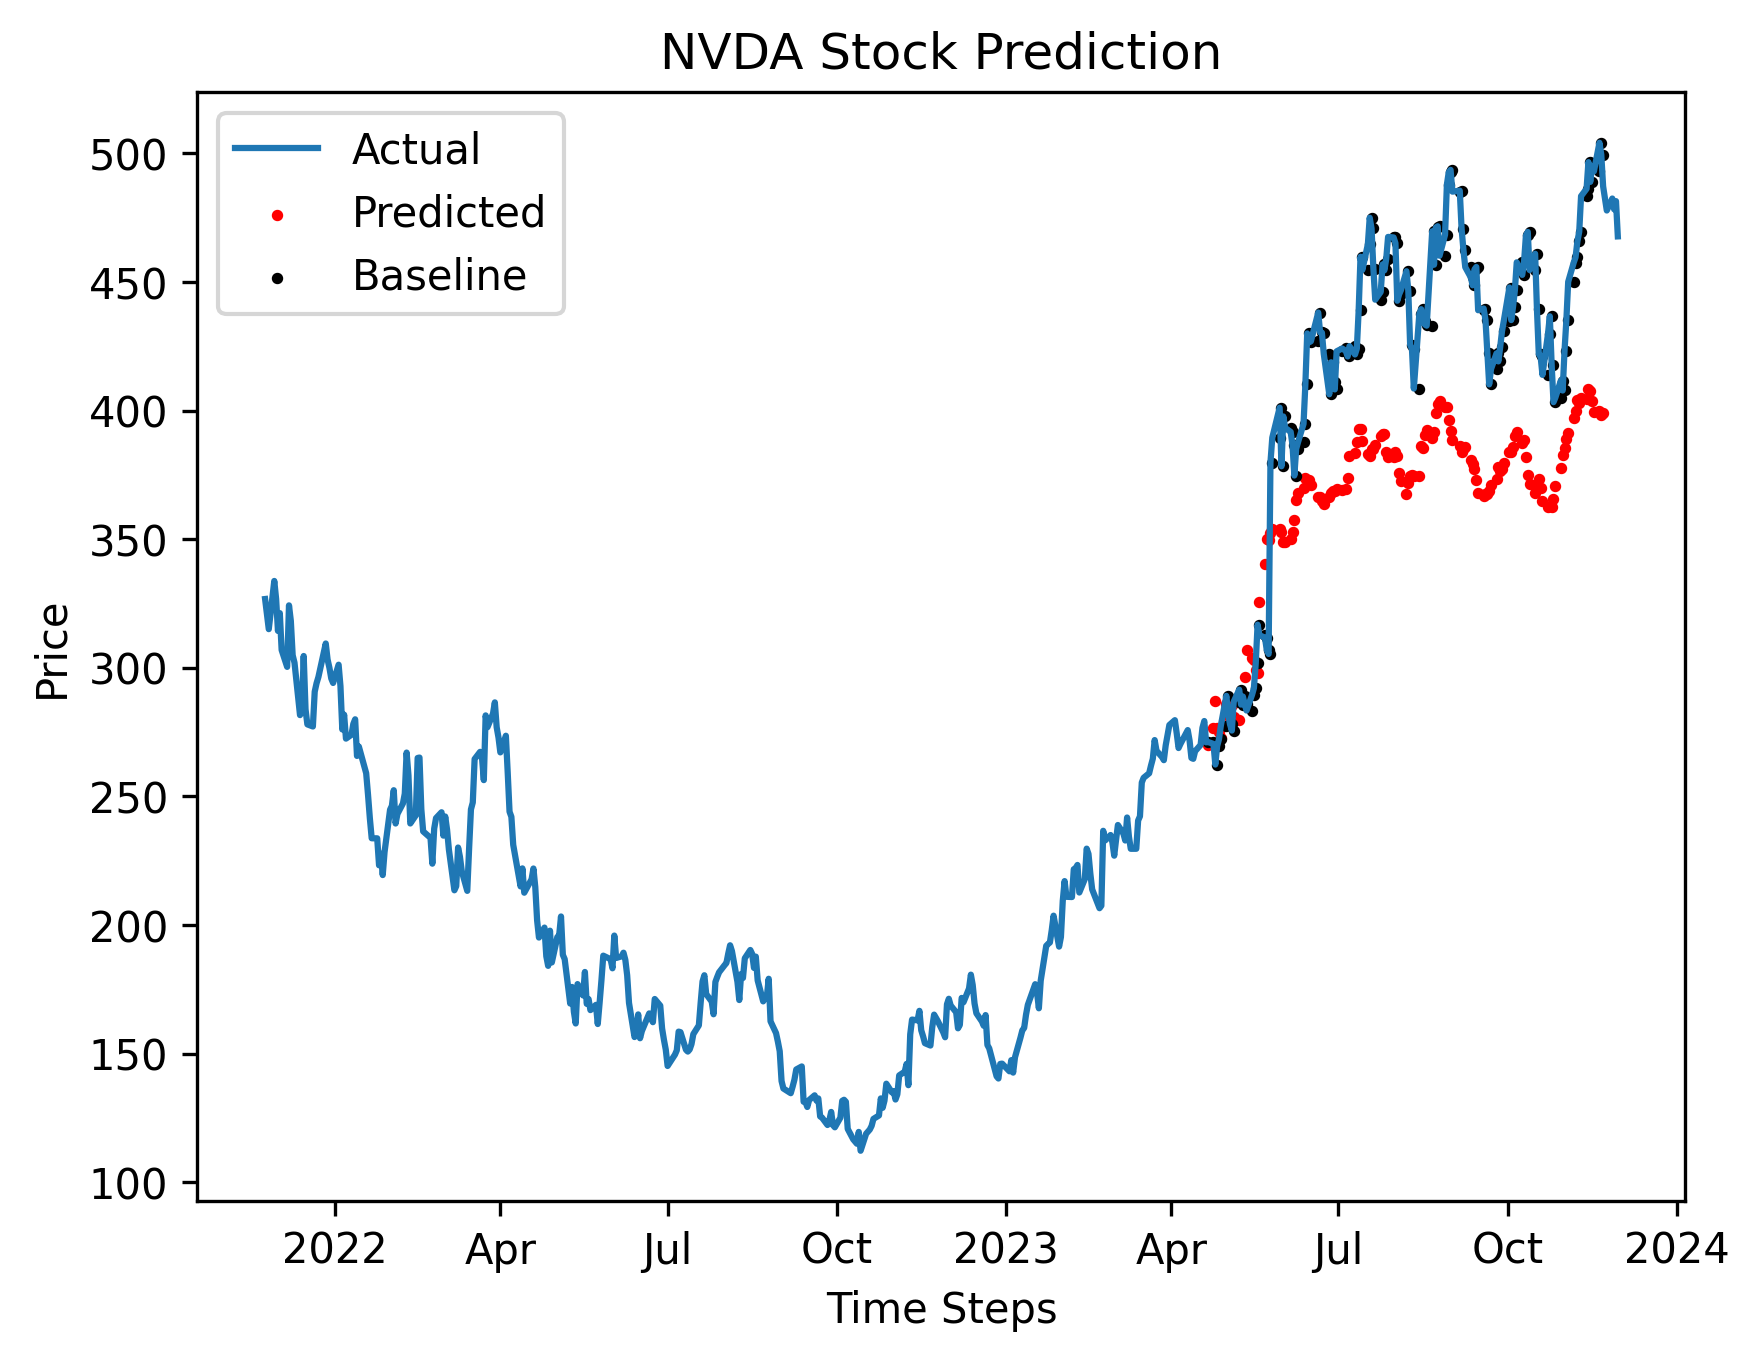 NVDA Stock Prediction
Actual
Predicted
Baseline
500
450
400
350
300
250
200
150
100
Price
2022 Apr Jul Oct 2023 Apr Jul Oct 2024
Time Steps